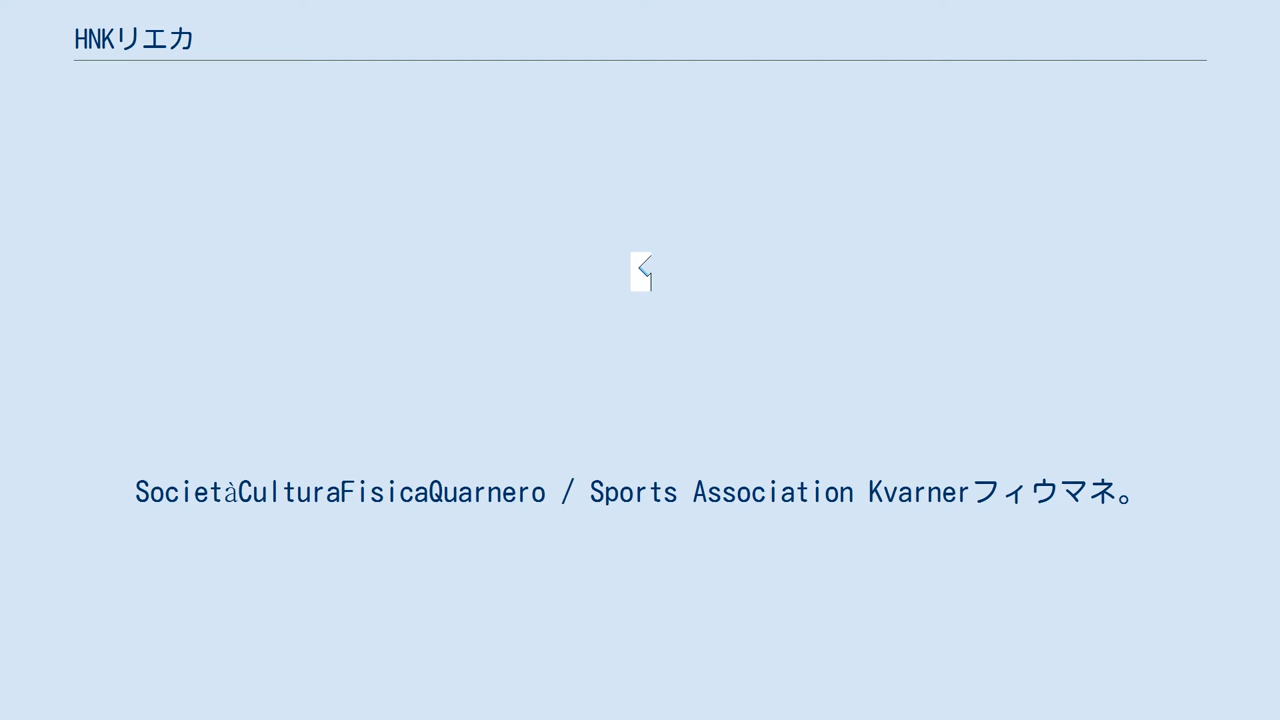 HNKリエカ
SocietàCulturaFisicaQuarnero / Sports Association Kvarnerフィウマネ。